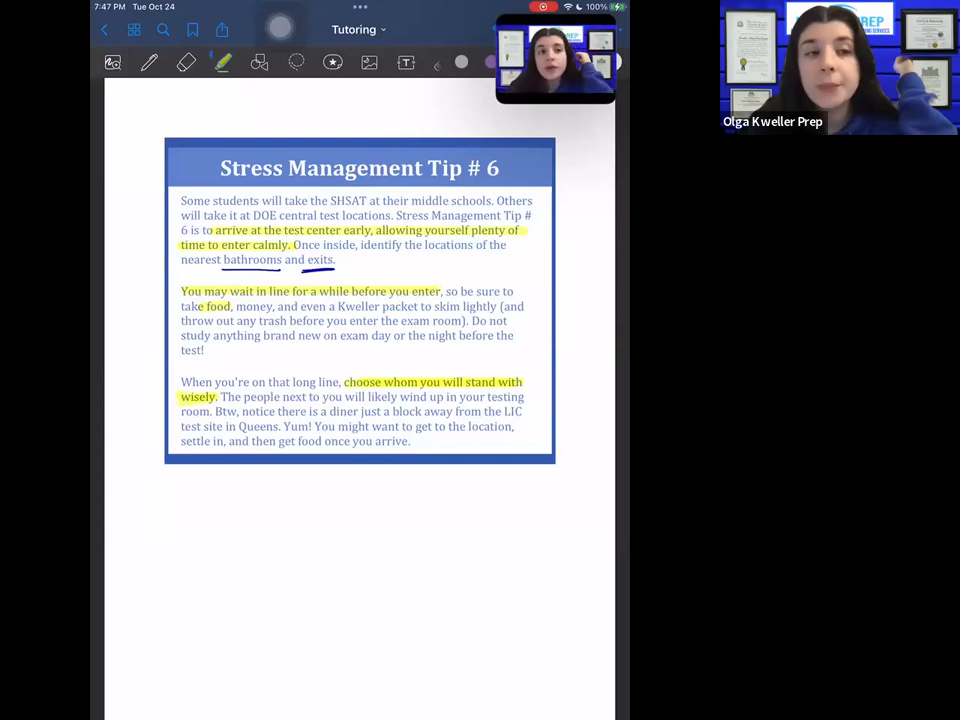 7:47 PM Tue Oct 24
100%
Tutoring
Stress Management Tip # 6
Some students will take the SHSAT at their middle schools. Others
will take it at DOE central test locations. Stress Management Tip #
6 is to arrive at the test center early, allowing yourself plenty of
time to enter calmly. Once inside, identify the locations of the
nearest bathrooms and exits.
You may wait in line for a while before you enter, so be sure to
take food, money, and even a Kweller packet to skim lightly (and
throw out any trash before you enter the exam room). Do not
study anything brand new on exam day or the night before the
test!
When you're on that long line, choose whom you will stand with
wisely. The people next to you will likely wind up in your testing
room. Btw, notice there is a diner just a block away from the LIC
test site in Queens. Yum! You might want to get to the location,
settle in, and then get food once you arrive.
Olga Kweller Prep